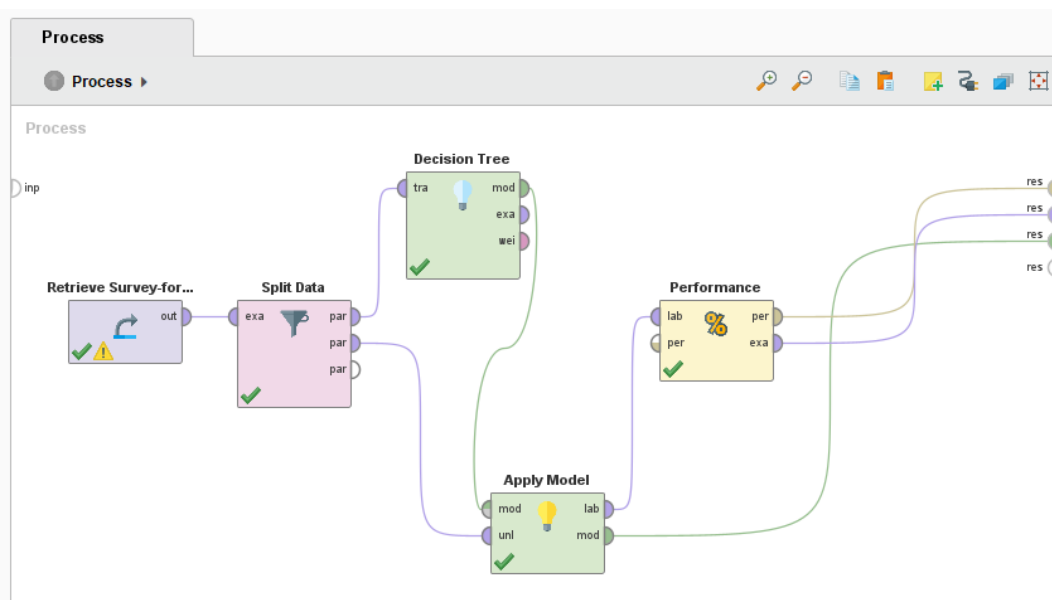 Process
Process
Process
inp
Decision Tree
tra
mod
exa
wei
res
res
res
res
Retrieve Survey-for...
out
Split Data
exa
par
par
par
Performance
lab
per
per
exa
Apply Model
mod
lab
unl
mod